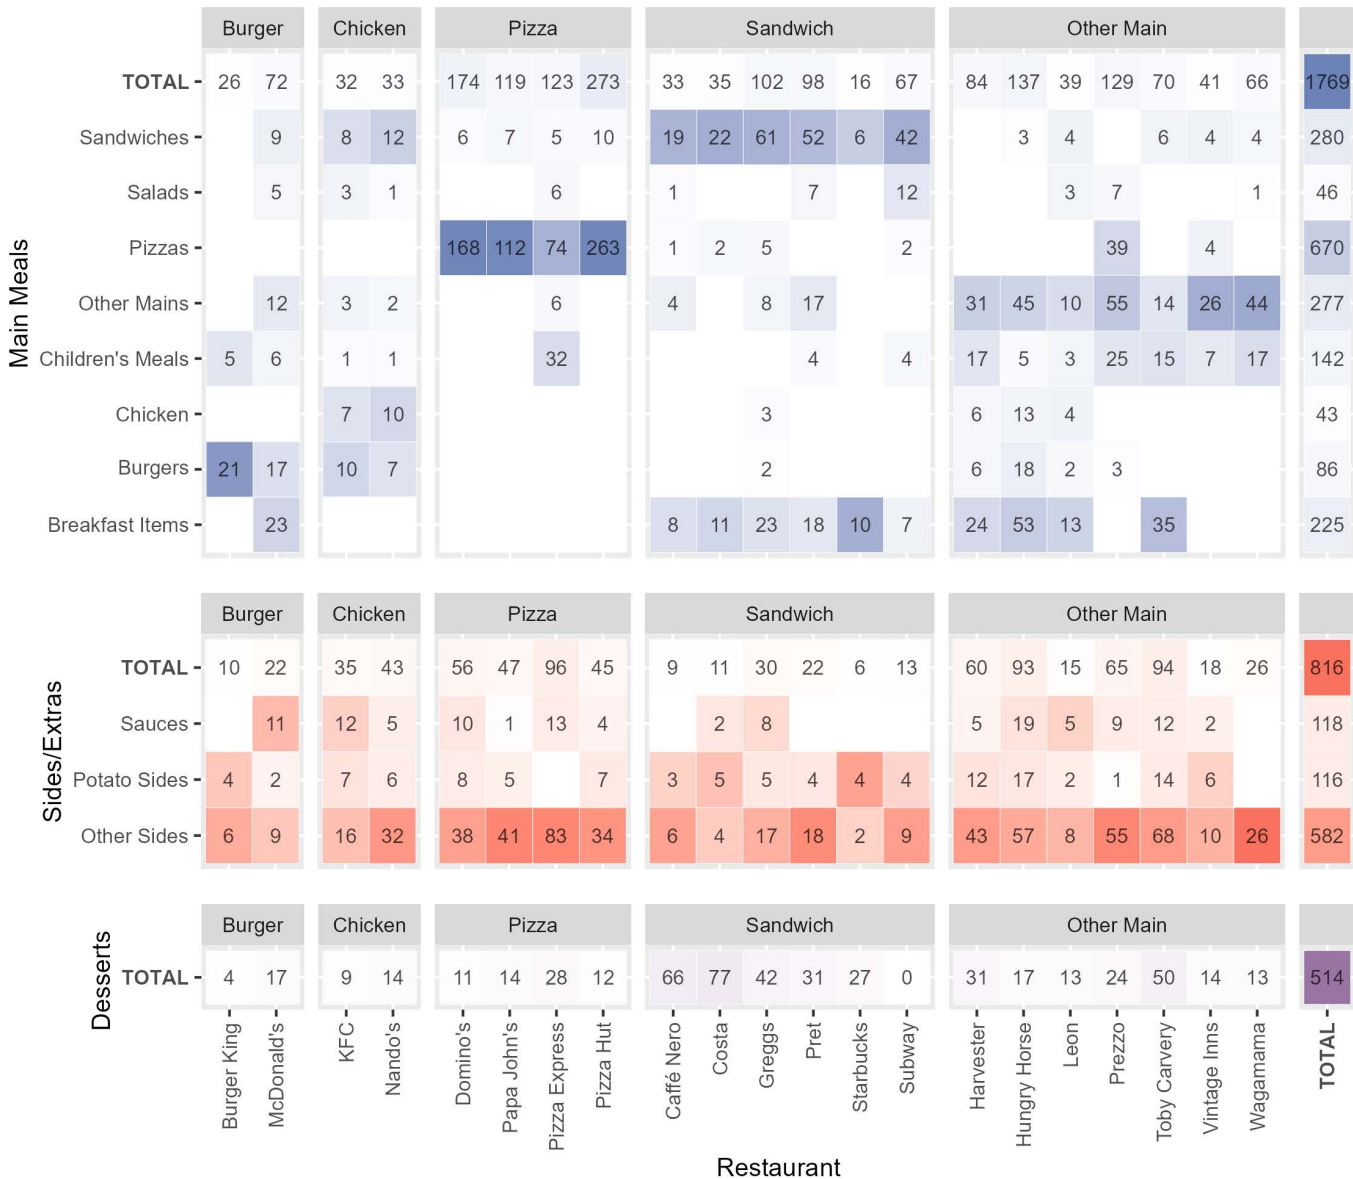 Burger Chicken Pizza Sandwich Other Main
TOTAL 26 72 32 33 174 119 123 273 33 35 102 98 16 67 84 137 39 129 70 41 66 1769
Sandwiches 9 8 12 6 7 5 10 19 22 61 52 6 42 3 4 6 4 4 280
Salads 5 3 1 6 1 7 12 3 7 1 46
Pizzas 168 112 74 263 1 2 5 2 39 4 670
Other Mains 12 3 2 6 4 8 17 31 45 10 55 14 26 44 277
Children's Meals 5 6 1 1 32 4 4 17 5 3 25 15 7 17 142
Chicken 7 10 3 6 13 4 43
Burgers 21 17 10 7 2 6 18 2 3 86
Breakfast Items 23 8 11 23 18 10 7 24 53 13 35 225
Main Meals
Burger Chicken Pizza Sandwich Other Main
TOTAL 10 22 35 43 56 47 96 45 9 11 30 22 6 13 60 93 15 65 94 18 26 816
Sauces 11 12 5 10 1 13 4 2 8 5 19 5 9 12 2 118
Potato Sides 4 2 7 6 8 5 7 3 5 5 4 4 4 12 17 2 1 14 6 116
Other Sides 6 9 16 32 38 41 83 34 6 4 17 18 2 9 43 57 8 55 68 10 26 582
Sides/Extras
Burger Chicken Pizza Sandwich Other Main
TOTAL 4 17 9 14 11 14 28 12 66 77 42 31 27 0 31 17 13 24 50 14 13 514
Desserts
Burger King
McDonald's
KFC
Nando's
Domino's
Papa John's
Pizza Express
Pizza Hut
Caffé Nero
Costa
Greggs
Pret
Starbucks
Subway
Harvester
Hungry Horse
Leon
Prezzo
Toby Carvery
Vintage Inns
Wagamama
TOTAL
Restaurant